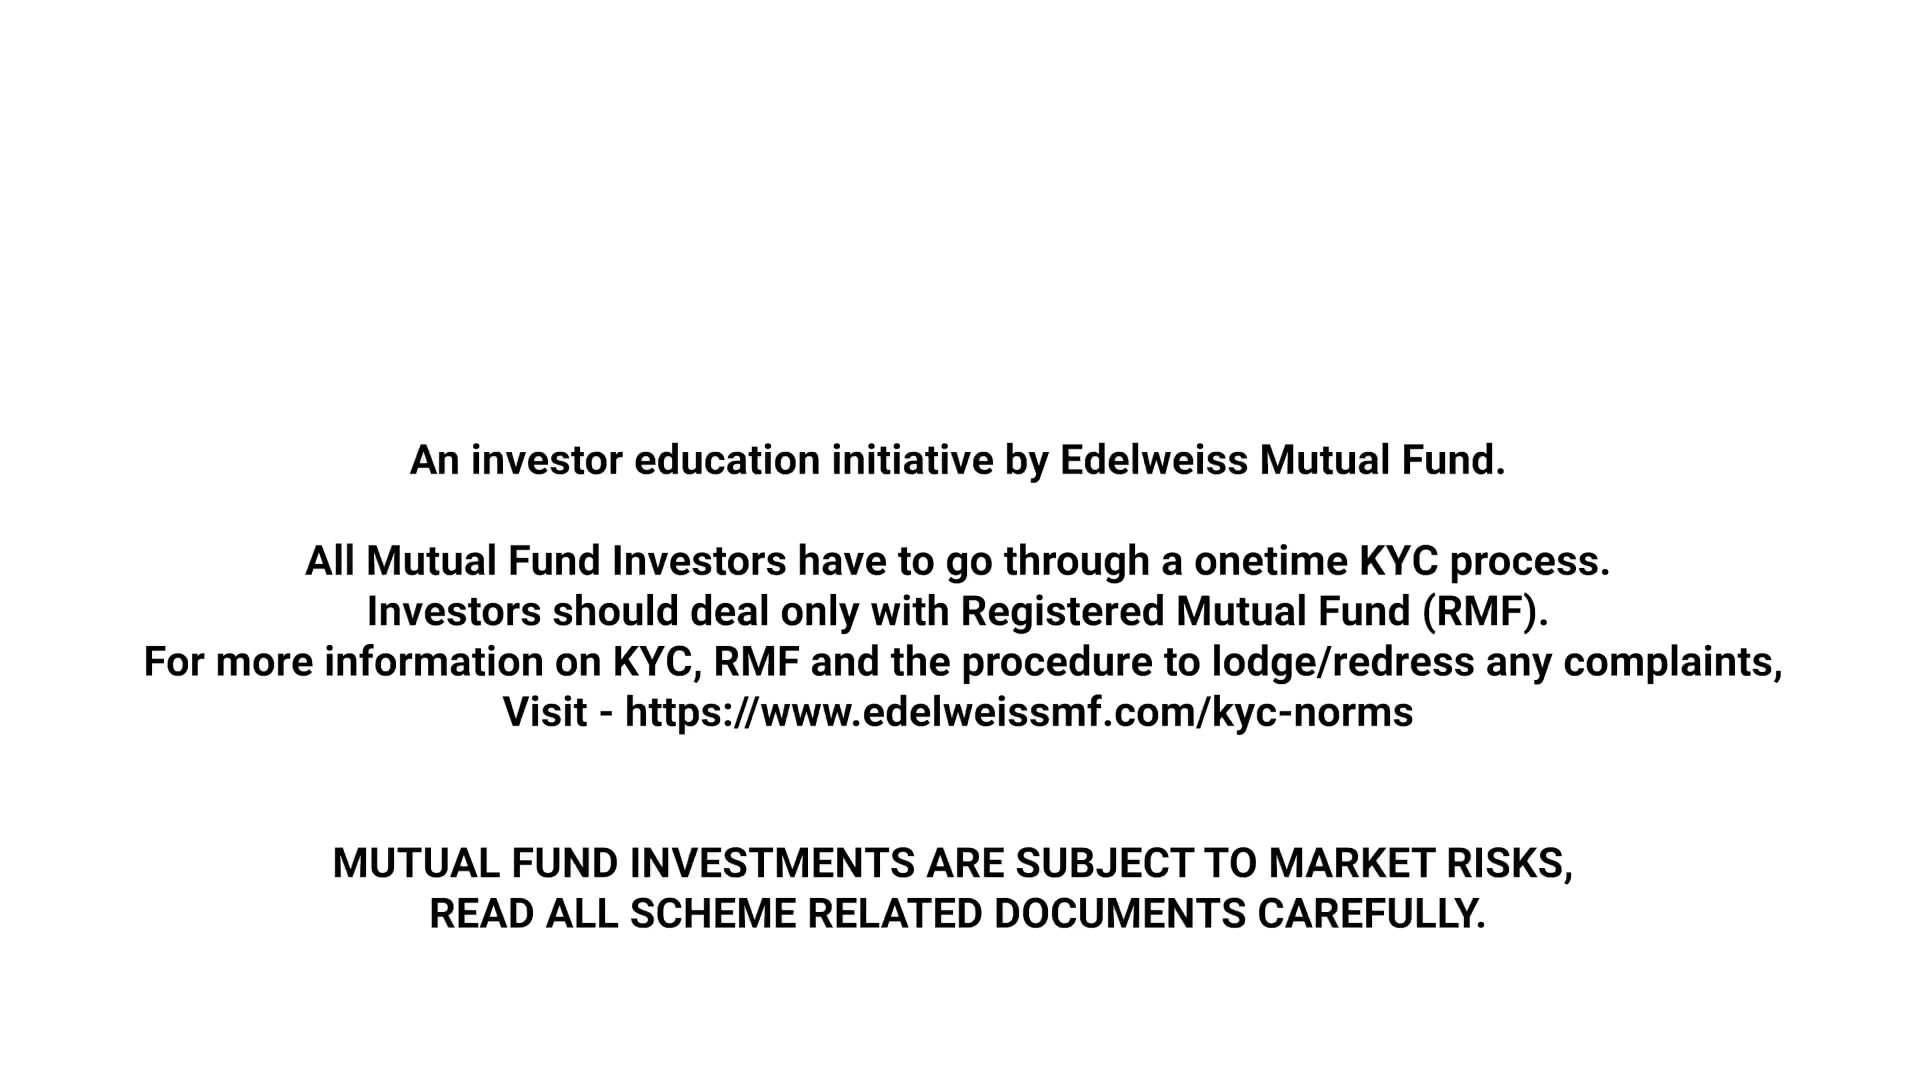 An investor education initiative by Edelweiss Mutual Fund.
All Mutual Fund Investors have to go through a onetime KYC process.
Investors should deal only with Registered Mutual Fund (RMF).
For more information on KYC, RMF and the procedure to lodge/redress any complaints,
Visit - https://www.edelweissmf.com/kyc-norms
MUTUAL FUND INVESTMENTS ARE SUBJECT TO MARKET RISKS,
READ ALL SCHEME RELATED DOCUMENTS CAREFULLY.